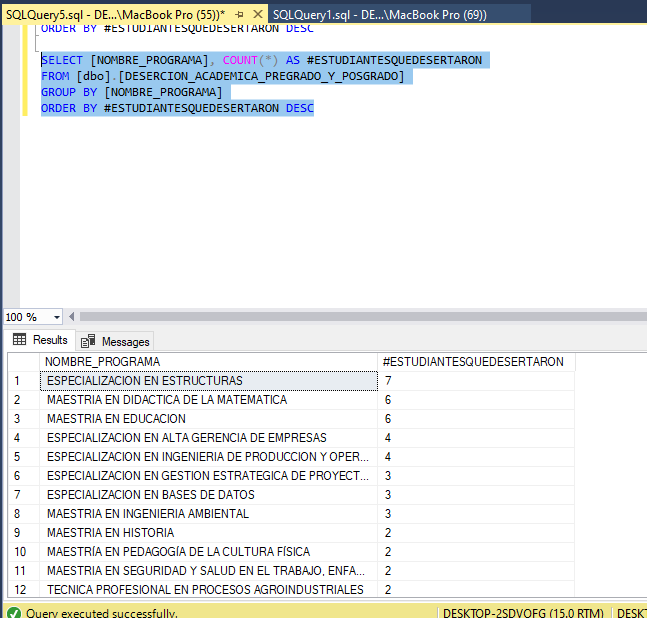 SQLQuery5.sql - DE...\MacBook Pro (55))* SQLQuery1.sql - DE...\MacBook Pro (69))
ORDER BY #ESTUDIANTESQUEDESERTARON DESC
SELECT [NOMBRE_PROGRAMA], COUNT(*) AS #ESTUDIANTESQUEDESERTARON
FROM [dbo].[DESERCION_ACADEMICA_PREGRADO_Y_POSGRADO]
GROUP BY [NOMBRE_PROGRAMA]
ORDER BY #ESTUDIANTESQUEDESERTARON DESC
100 %
Results Messages
NOMBRE_PROGRAMA #ESTUDIANTESQUEDESERTARON
1 ESPECIALIZACION EN ESTRUCTURAS 7
2 MAESTRIA EN DIDACTICA DE LA MATEMATICA 6
3 MAESTRIA EN EDUCACION 6
4 ESPECIALIZACION EN ALTA GERENCIA DE EMPRESAS 4
5 ESPECIALIZACION EN INGENIERIA DE PRODUCCION Y OPER... 4
6 ESPECIALIZACION EN GESTION ESTRATEGICA DE PROYECT... 3
7 ESPECIALIZACION EN BASES DE DATOS 3
8 MAESTRIA EN INGENIERIA AMBIENTAL 3
9 MAESTRIA EN HISTORIA 2
10 MAESTRÍA EN PEDAGOGÍA DE LA CULTURA FÍSICA 2
11 MAESTRIA EN SEGURIDAD Y SALUD EN EL TRABAJO, ENFA... 2
12 TECNICA PROFESIONAL EN PROCESOS AGROINDUSTRIALES 2
Query executed successfully. DESKTOP-2SDVOFG (15.0 RTM) DESK